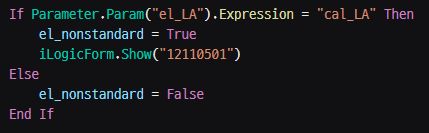 If Parameter.Param("el_LA").Expression = "cal_LA" Then
    el_nonstandard = True
    iLogicForm.Show("12110501")
Else
    el_nonstandard = False
End If